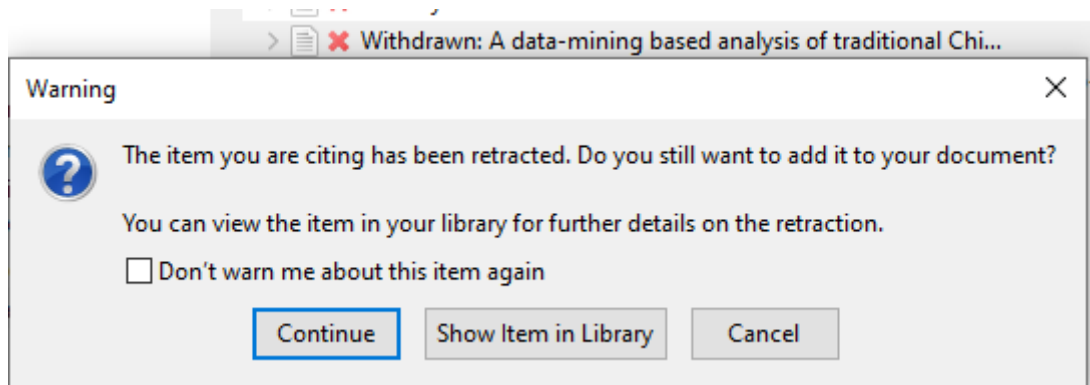 Withdrawn: A data-mining based analysis of traditional Chi...
Warning
The item you are citing has been retracted. Do you still want to add it to your document?
You can view the item in your library for further details on the retraction.
Don't warn me about this item again
Continue
Show Item in Library
Cancel